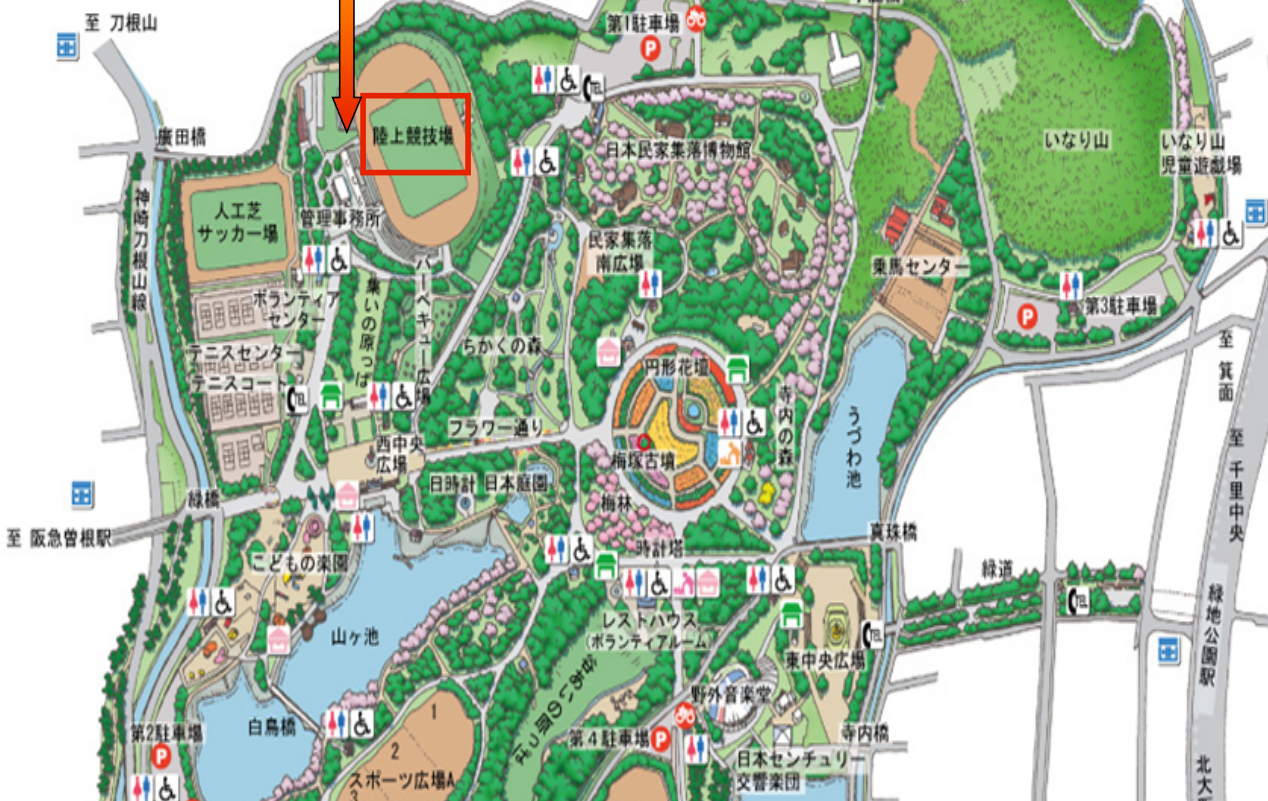 至 刀根山
第1駐車場
P
TEL
廣田橋
陸上競技場
日本民家集落博物館
いなり山
いなり山
児童遊戯場
神崎刀根山線
人工芝
サッカー場
管理事務所
民家集落
南広場
乗馬センター
ボランティア
センター
集いの原っぱ
バーベキュー広場
第3駐車場
P
らかくの森
テニスセンター
テニスコート
TEL
円形花壇
至 箕面
寺内の森
うづわ池
フラワー通り
西中央
広場
梅塚古墳
至 千里中央
日時計
日本庭園
梅林
緑橋
至 阪急曽根駅
真珠橋
時計塔
こどもの楽園
緑道
TEL
緑地公園駅
山ヶ池
レストハウス
(ボランティアルーム)
TEL
東中央広場
谷あいの原っぱ
野外音楽堂
白鳥橋
第2駐車場
P
1
2
3
スポーツ広場A
第4駐車場
P
寺内橋
日本センチュリー
交響楽団